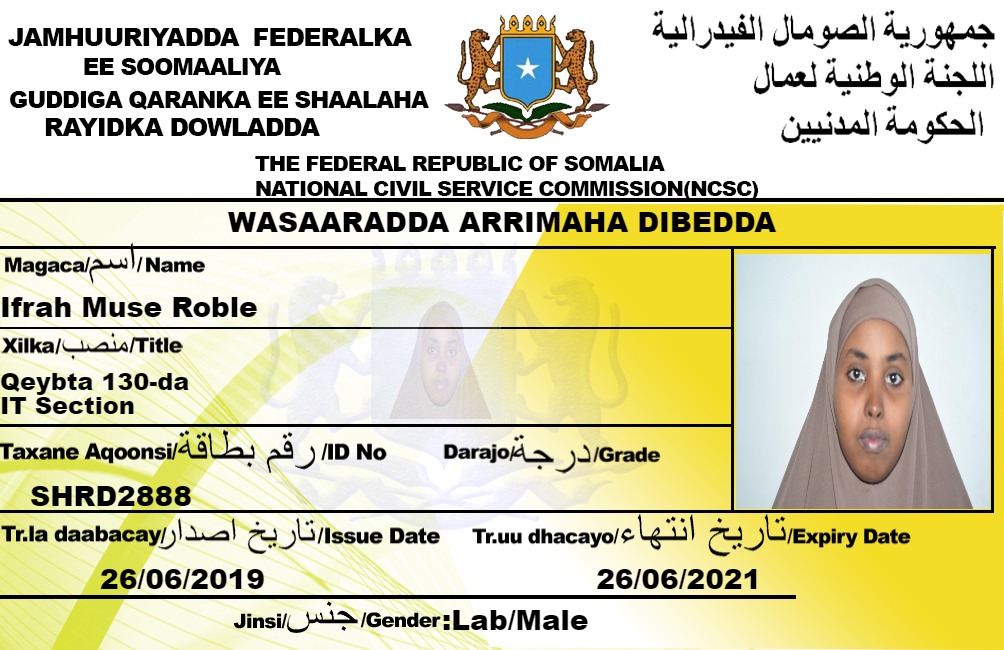 JAMHUURIYADDA FEDERALKA
EE SOOMAALIYA
GUDDIGA QARANKA EE SHAALAHA
RAYIDKA DOWLADDA
جمهورية الصومال الفيدرالية
اللجنة الوطنية لعمال
الحكومة المدنيين
THE FEDERAL REPUBLIC OF SOMALIA
NATIONAL CIVIL SERVICE COMMISSION(NCSC)
WASAARADDA ARRIMAHA DIBEDDA
Magaca/اسم/Name
Ifrah Muse Roble
Xilka/منصب/Title
Qeybta 130-da
IT Section
Taxane Aqoonsi/رقم بطاقة/ID No
Darajo/درجة/Grade
SHRD2888
Tr.la daabacay/تاريخ اصدار/Issue Date
Tr.uu dhacayo/تاريخ انتهاء/Expiry Date
26/06/2019
26/06/2021
Jinsi/جنس/Gender:Lab/Male